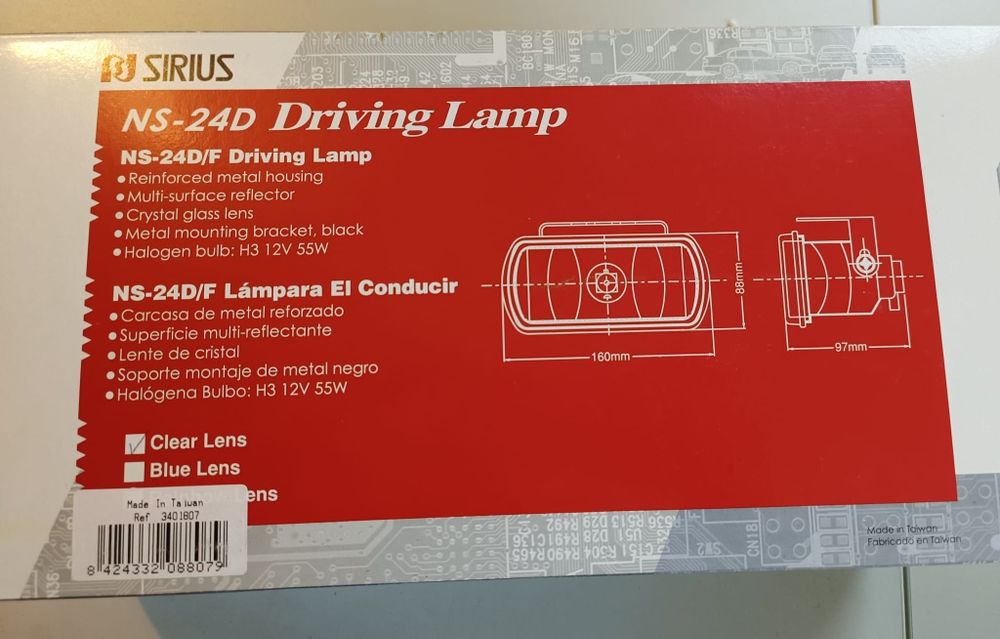 SIRIUS
NS-24D Driving Lamp
NS-24D/F Driving Lamp
• Reinforced metal housing
• Multi-surface reflector
• Crystal glass lens
• Metal mounting bracket, black
• Halogen bulb: H3 12V 55W
NS-24D/F Lámpara El Conducir
• Carcasa de metal reforzado
• Superficie multi-reflectante
• Lente de cristal
• Soporte montaje de metal negro
• Halógena Bulbo: H3 12V 55W
160mm
88mm
97mm
Clear Lens
Blue Lens
Lens
Made In Taiwan
Ref 3401807
8 424332 088079
SW2
CN18
Made in Taiwan
Fabricado en Taiwan